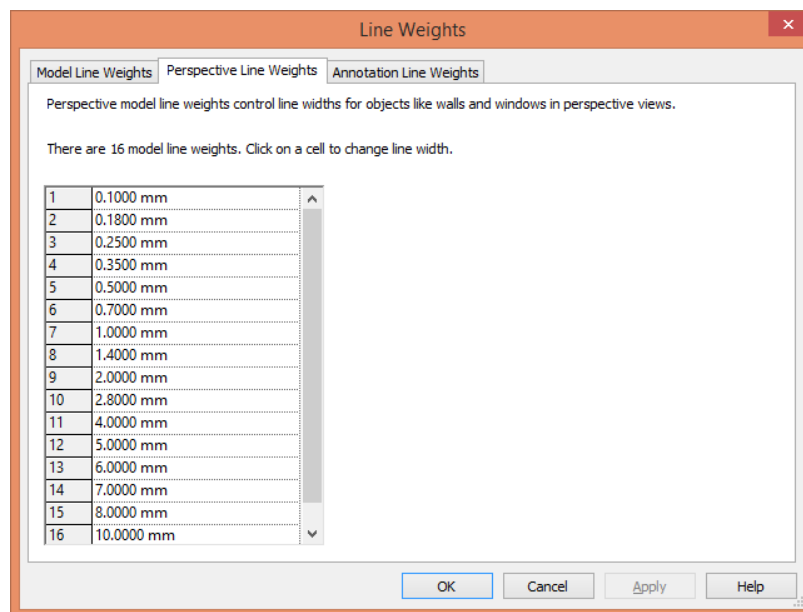 Line Weights
Model Line Weights Perspective Line Weights Annotation Line Weights
Perspective model line weights control line widths for objects like walls and windows in perspective views.
There are 16 model line weights. Click on a cell to change line width.
1 0.1000 mm
2 0.1800 mm
3 0.2500 mm
4 0.3500 mm
5 0.5000 mm
6 0.7000 mm
7 1.0000 mm
8 1.4000 mm
9 2.0000 mm
10 2.8000 mm
11 4.0000 mm
12 5.0000 mm
13 6.0000 mm
14 7.0000 mm
15 8.0000 mm
16 10.0000 mm
OK Cancel Apply Help